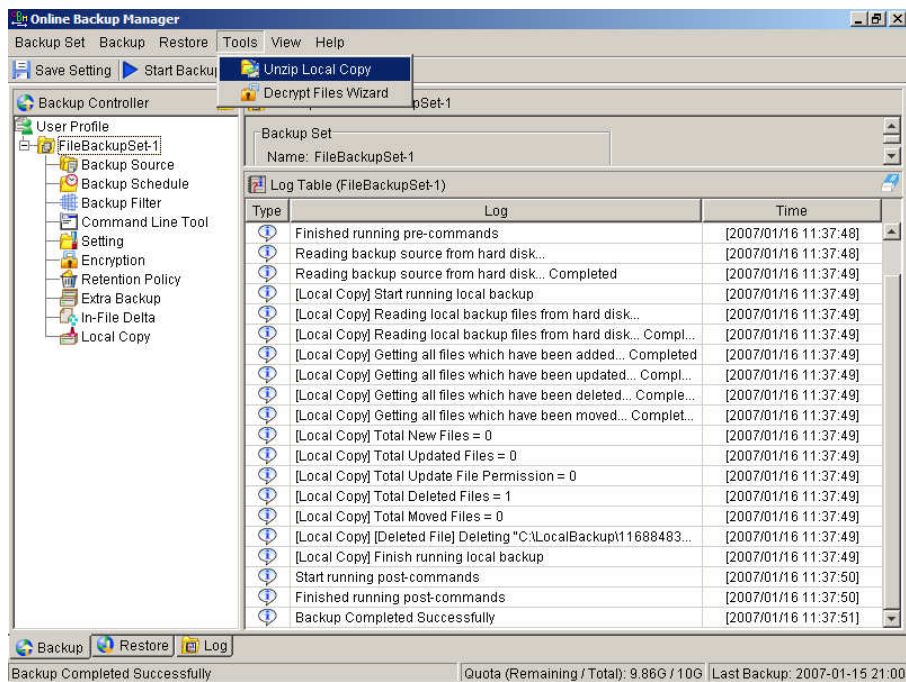 Online Backup Manager
Backup Set Backup Restore Tools View Help
Save Setting Start Backup
Unzip Local Copy
Decrypt Files Wizard
Backup Controller
Set-1
User Profile
FileBackupSet-1
Backup Source
Backup Schedule
Backup Filter
Command Line Tool
Setting
Encryption
Retention Policy
Extra Backup
In-File Delta
Local Copy
Backup Set
Name: FileBackupSet-1
Log Table (FileBackupSet-1)
Type Log Time
Finished running pre-commands [2007/01/16 11:37:48]
Reading backup source from hard disk... [2007/01/16 11:37:48]
Reading backup source from hard disk... Completed [2007/01/16 11:37:49]
[Local Copy] Start running local backup [2007/01/16 11:37:49]
[Local Copy] Reading local backup files from hard disk... [2007/01/16 11:37:49]
[Local Copy] Reading local backup files from hard disk... Compl... [2007/01/16 11:37:49]
[Local Copy] Getting all files which have been added... Completed [2007/01/16 11:37:49]
[Local Copy] Getting all files which have been updated... Compl... [2007/01/16 11:37:49]
[Local Copy] Getting all files which have been deleted... Comple... [2007/01/16 11:37:49]
[Local Copy] Getting all files which have been moved... Complet... [2007/01/16 11:37:49]
[Local Copy] Total New Files = 0 [2007/01/16 11:37:49]
[Local Copy] Total Updated Files = 0 [2007/01/16 11:37:49]
[Local Copy] Total Update File Permission = 0 [2007/01/16 11:37:49]
[Local Copy] Total Deleted Files = 1 [2007/01/16 11:37:49]
[Local Copy] Total Moved Files = 0 [2007/01/16 11:37:49]
[Local Copy] [Deleted File] Deleting "C:\LocalBackup\11688483... [2007/01/16 11:37:49]
[Local Copy] Finish running local backup [2007/01/16 11:37:49]
Start running post-commands [2007/01/16 11:37:50]
Finished running post-commands [2007/01/16 11:37:50]
Backup Completed Successfully [2007/01/16 11:37:51]
Backup Restore Log
Backup Completed Successfully Quota (Remaining / Total): 9.86G / 10G Last Backup: 2007-01-15 21:00